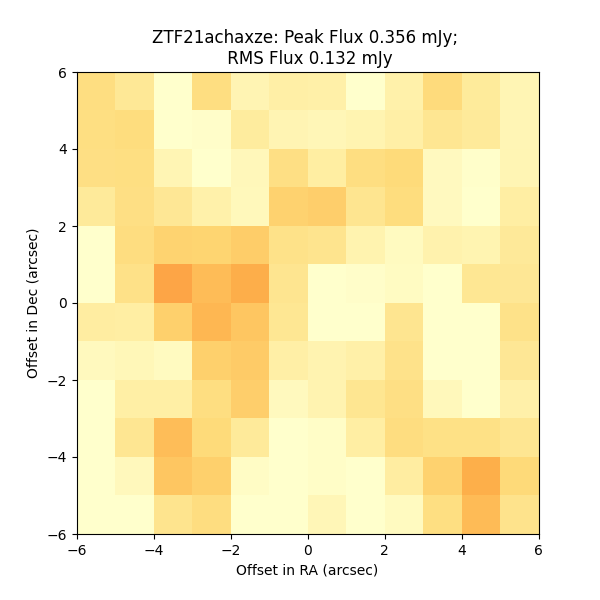 ZTF21achaxze: Peak Flux 0.356 mJy;
RMS Flux 0.132 mJy
6
4
2
0
−2
−4
−6
Offset in Dec (arcsec)
−6 −4 −2 0 2 4 6
Offset in RA (arcsec)